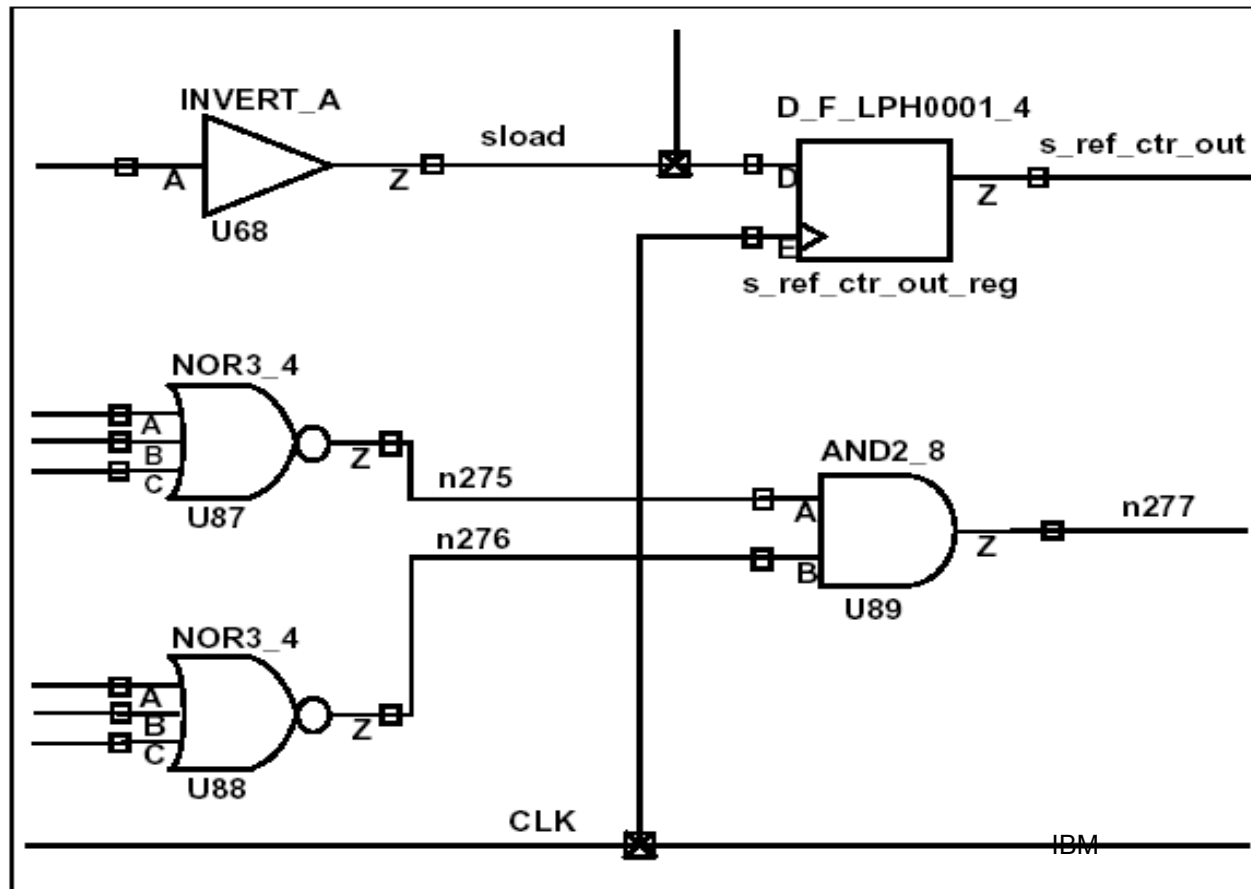 INVERT_A
sload
D_F_LPH0001_4
s_ref_ctr_out
A
Z
D
Z
U68
E
s_ref_ctr_out_reg
NOR3_4
A
B
C
Z
n275
AND2_8
U87
A
n277
n276
Z
B
U89
NOR3_4
A
B
C
Z
U88
CLK
IBM